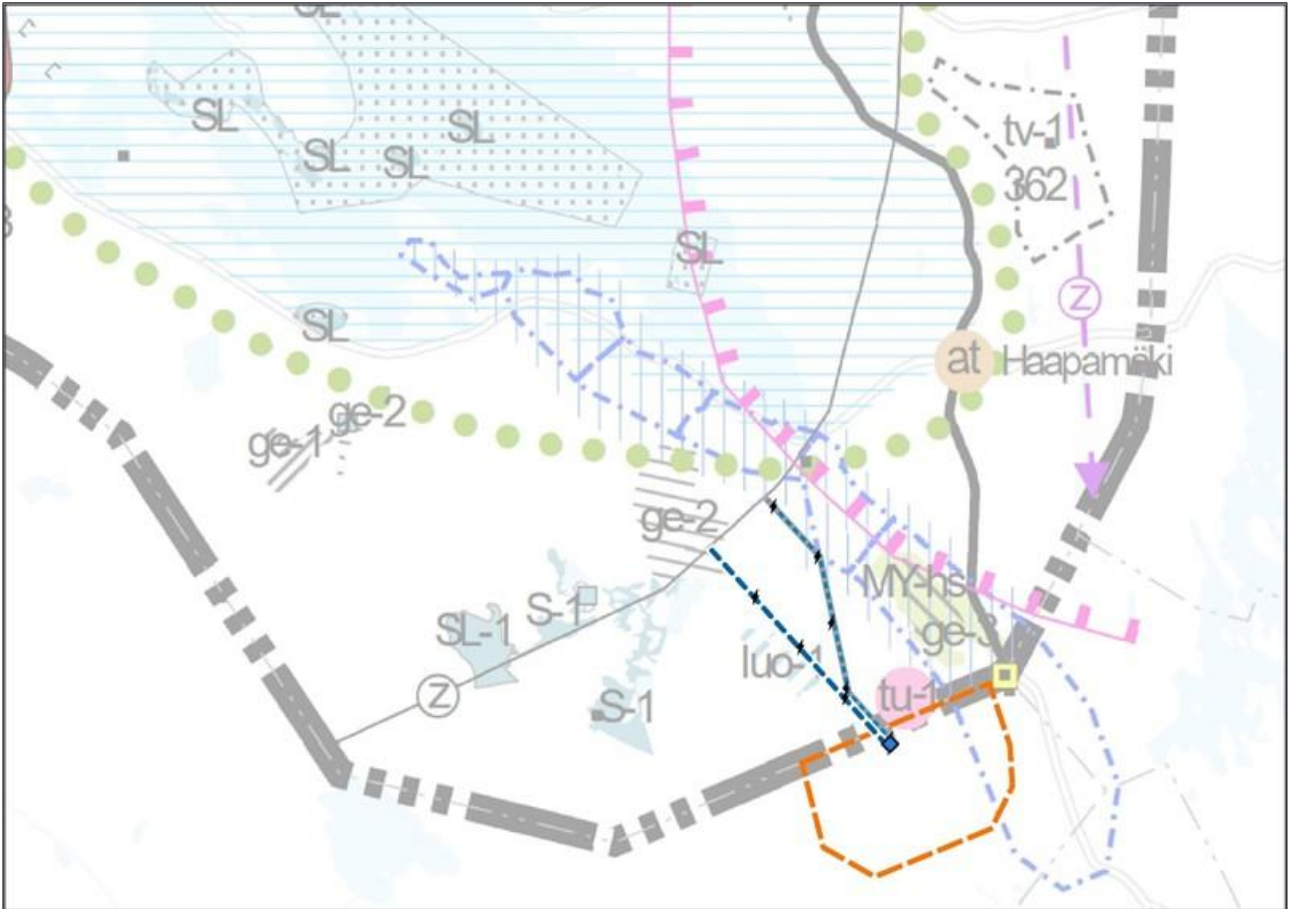 SL
tv-1
362
SL
SL
SL
SL
SL
SL
Z
at Haapamäki
ge-2
ge-1
ge-2
MY-hs
ge-3
S-1
SL-1
luo-1
tu-1
S-1
Z